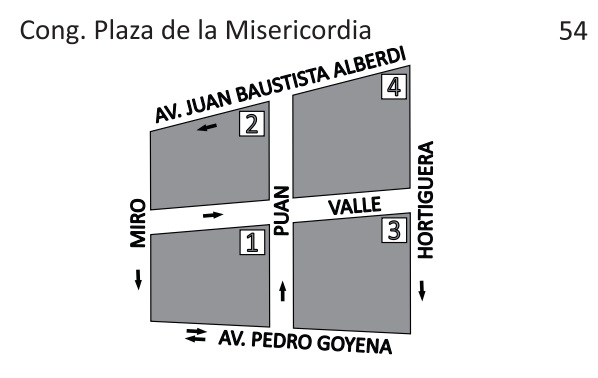 Cong. Plaza de la Misericordia
54
AV. JUAN BAUSTISTA ALBERDI
4
2
MIRO
PUAN
VALLE
HORTIGUERA
1
3
AV. PEDRO GOYENA